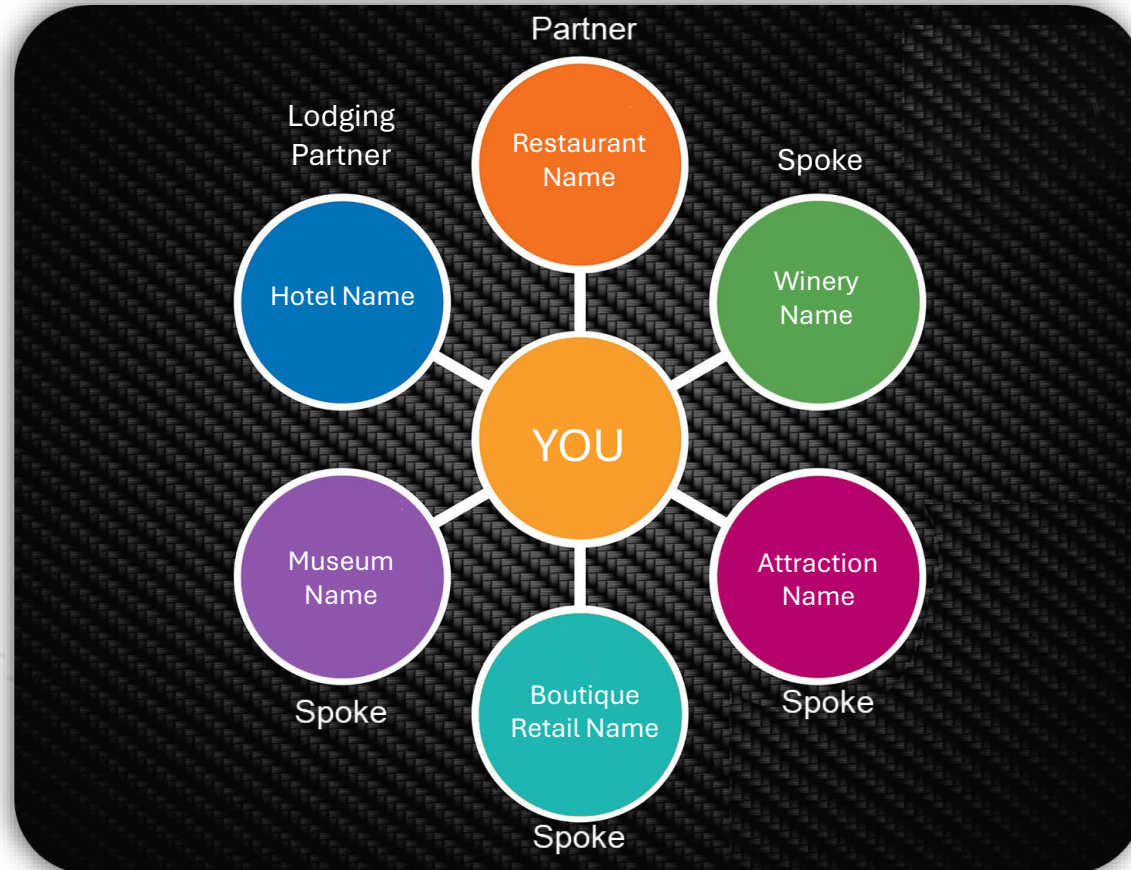 Partner
Restaurant
Name
Lodging
Partner
Hotel Name
Spoke
Winery
Name
YOU
Museum
Name
Spoke
Attraction
Name
Spoke
Boutique
Retail Name
Spoke